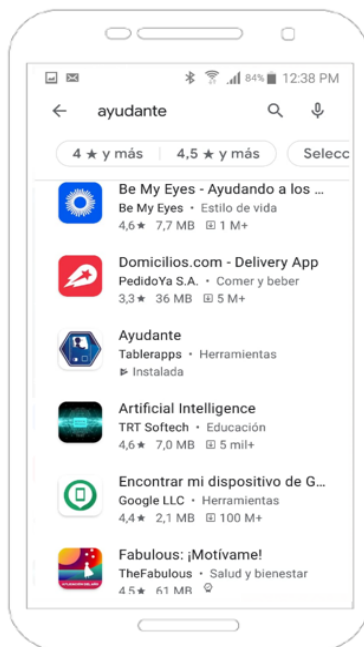 84% 12:38 PM
ayudante
4 ★ y más 4,5 ★ y más Selecc
Be My Eyes - Ayudando a los ...
Be My Eyes • Estilo de vida
4,6★ 7,7 MB 1 M+
Domicilios.com - Delivery App
PedidoYa S.A. • Comer y beber
3,3★ 36 MB 5 M+
Ayudante
Tablerapps • Herramientas
Instalada
Artificial Intelligence
TRT Softech • Educación
4,6★ 7,0 MB 5 mil+
Encontrar mi dispositivo de G...
Google LLC • Herramientas
4,4★ 2,1 MB 100 M+
Fabulous: ¡Motívame!
TheFabulous • Salud y bienestar
4,5★ 61 MB